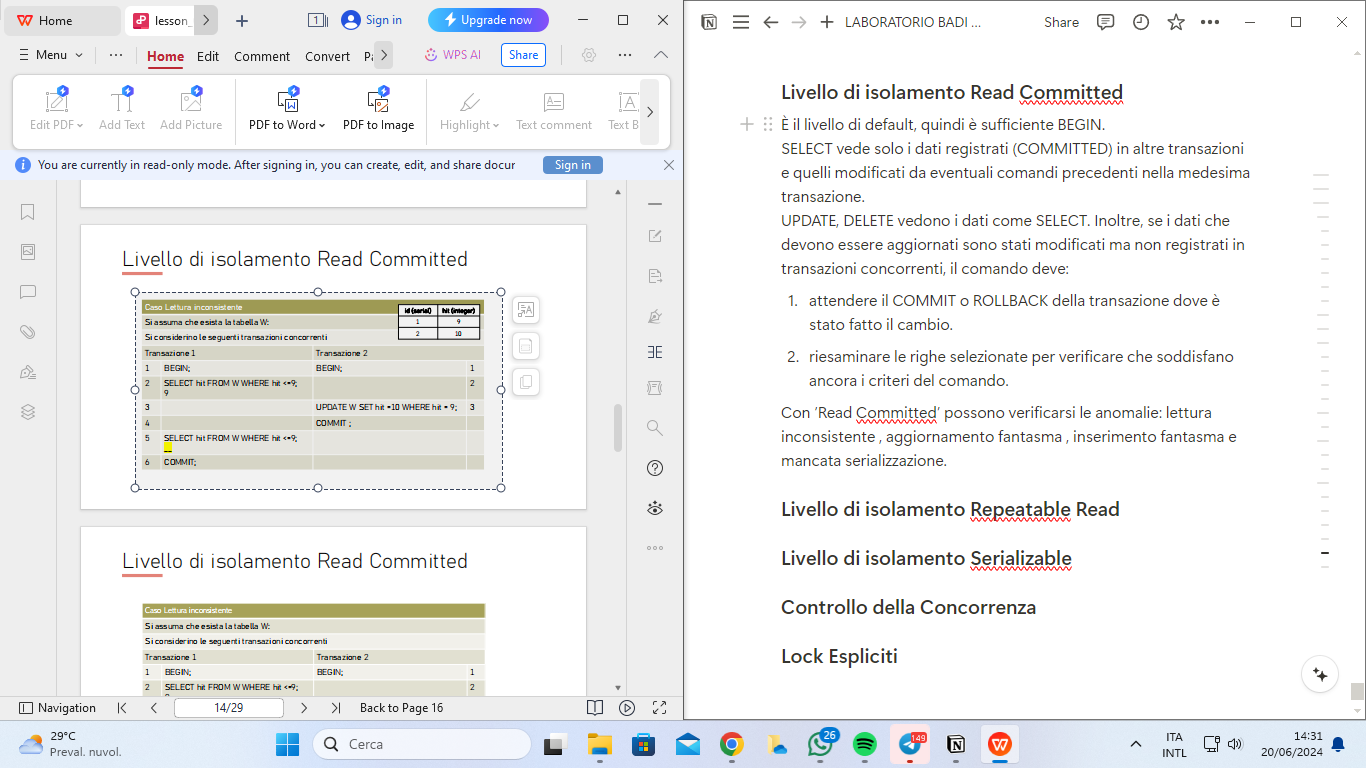 Home
lesson_
1
Sign in
Upgrade now
Menu
Home
Edit
Comment
Convert
WPS AI
Share
Edit PDF
Add Text
Add Picture
PDF to Word
PDF to Image
Highlight
Text comment
Text B
You are currently in read-only mode. After signing in, you can create, edit, and share docur
Sign in
Livello di isolamento Read Committed
Caso Lettura inconsistente
Si assuma che esista la tabella W:
Si considerino le seguenti transazioni concorrenti
id (serial) hit (integer)
1 9
2 10
Transazione 1 Transazione 2
1 BEGIN; BEGIN; 1
2 SELECT hit FROM W WHERE hit <=9; 2
9
3 UPDATE W SET hit =10 WHERE hit = 9; 3
4 COMMIT ;
5 SELECT hit FROM W WHERE hit <=9;
6 COMMIT;
Livello di isolamento Read Committed
Caso Lettura inconsistente
Si assuma che esista la tabella W:
Si considerino le seguenti transazioni concorrenti
Transazione 1 Transazione 2
1 BEGIN; BEGIN; 1
2 SELECT hit FROM W WHERE hit <=9; 2
Navigation
14/29
Back to Page 16
LABORATORIO BADI ...
Share
Livello di isolamento Read Committed
È il livello di default, quindi è sufficiente BEGIN.
SELECT vede solo i dati registrati (COMMITTED) in altre transazioni
e quelli modificati da eventuali comandi precedenti nella medesima
transazione.
UPDATE, DELETE vedono i dati come SELECT. Inoltre, se i dati che
devono essere aggiornati sono stati modificati ma non registrati in
transazioni concorrenti, il comando deve:
1. attendere il COMMIT o ROLLBACK della transazione dove è
stato fatto il cambio.
2. riesaminare le righe selezionate per verificare che soddisfano
ancora i criteri del comando.
Con ’Read Committed’ possono verificarsi le anomalie: lettura
inconsistente , aggiornamento fantasma , inserimento fantasma e
mancata serializzazione.
Livello di isolamento Repeatable Read
Livello di isolamento Serializable
Controllo della Concorrenza
Lock Espliciti
29°C
Preval. nuvol.
Cerca
26
149
ITA
INTL
14:31
20/06/2024